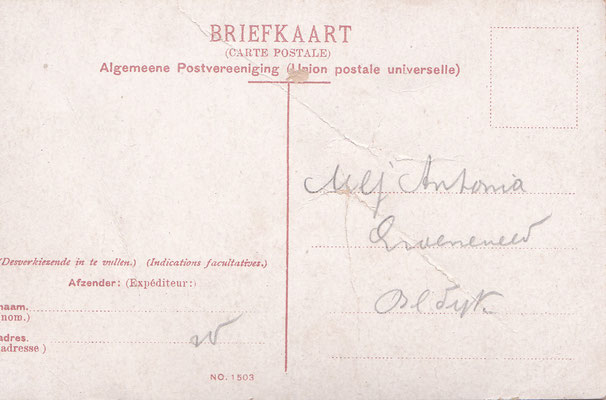 BRIEFKAART
(CARTE POSTALE)
Algemeene Postvereeniging (Union postale universelle)
Mej Antonia
Groeneveld
(Desverkiezende in te vullen.) (Indications facultatives.)
Afzender: (Expéditeur:)
naam.
nom.)
adres.
adresse )
NO. 1503